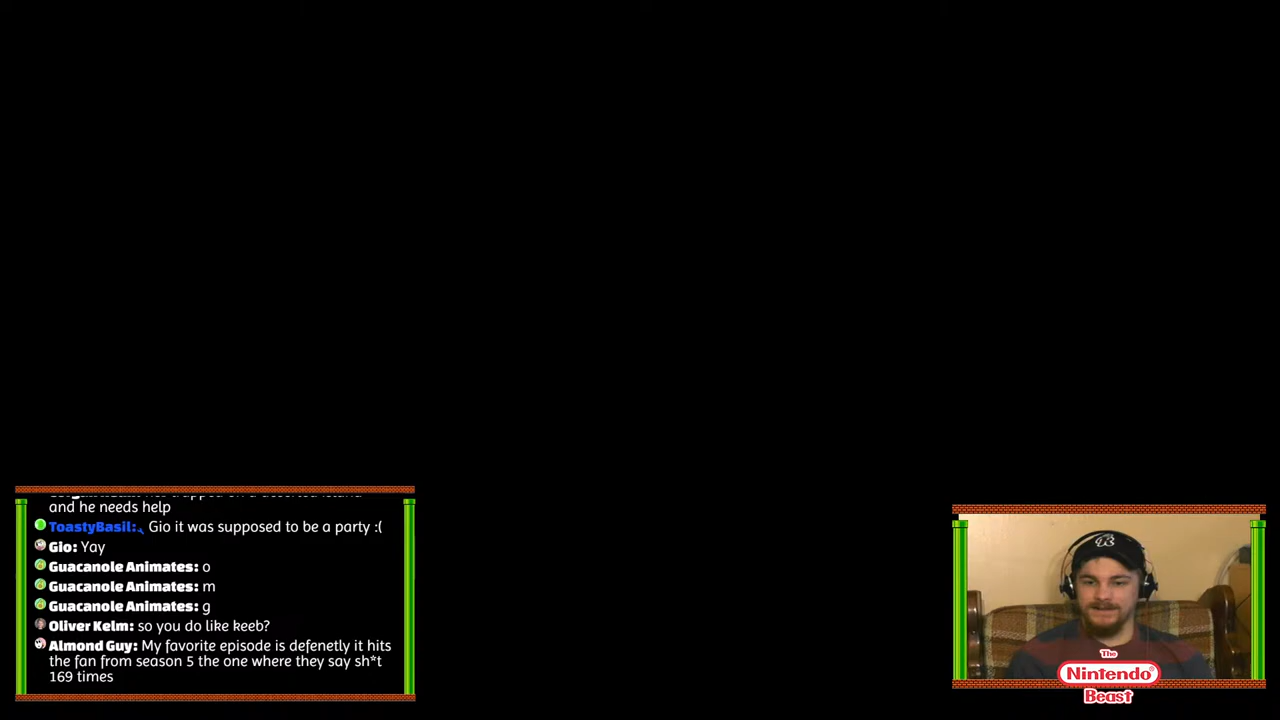 and he needs help
ToastyBasil: Gio it was supposed to be a party :(
Gio: Yay
Guacanole Animates: o
Guacanole Animates: m
Guacanole Animates: g
Oliver Kelm: so you do like keeb?
Almond Guy: My favorite episode is defenetly it hits
the fan from season 5 the one where they say sh*t
169 times
The
Nintendo
Beast